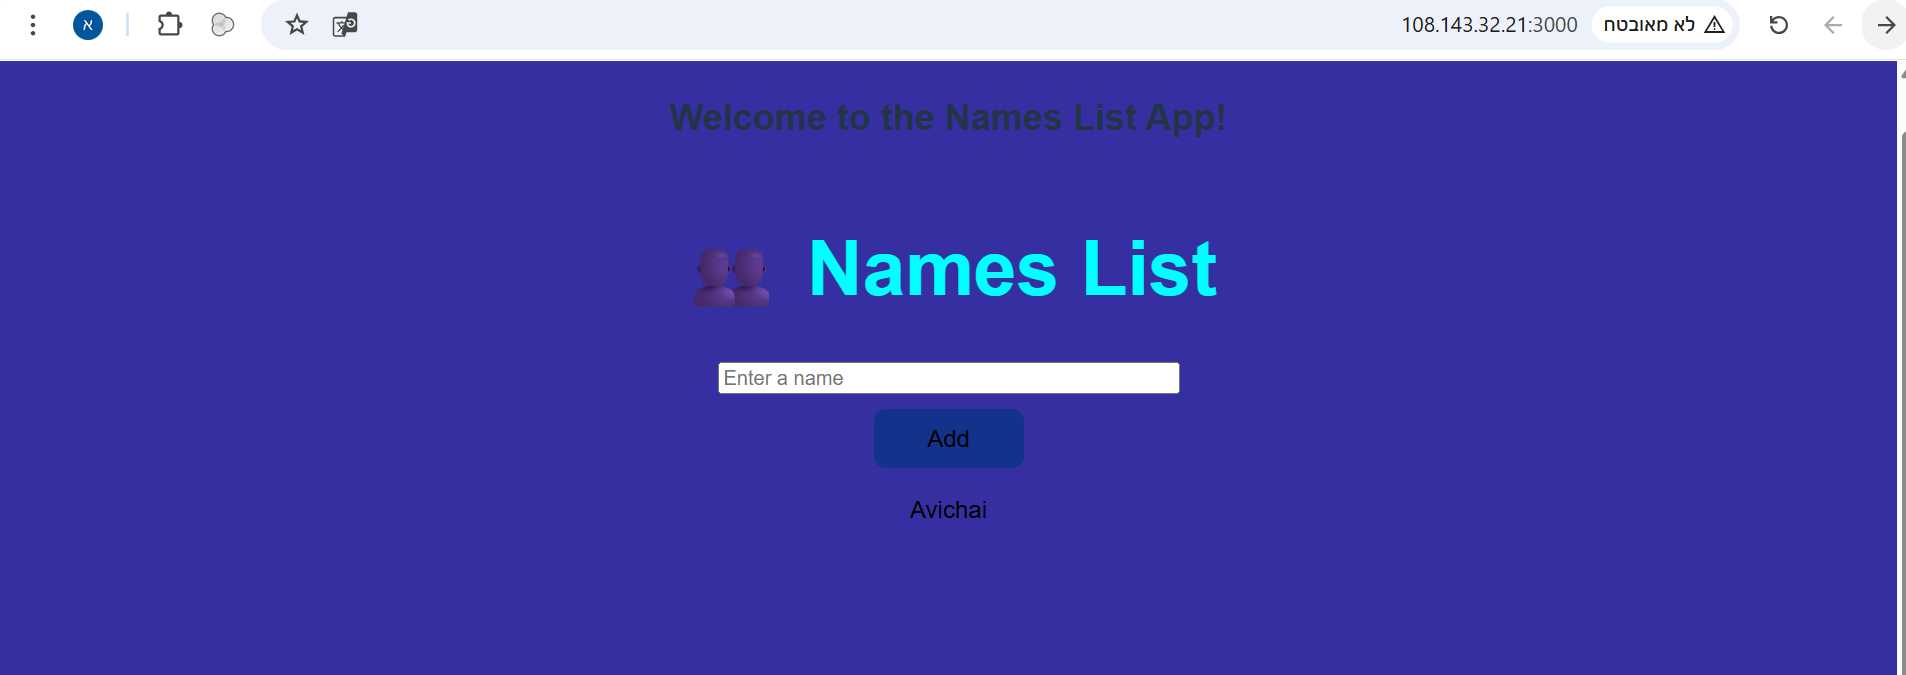 א
108.143.32.21:3000
לא מאובטח
Welcome to the Names List App!
Names List
Enter a name
Add
Avichai